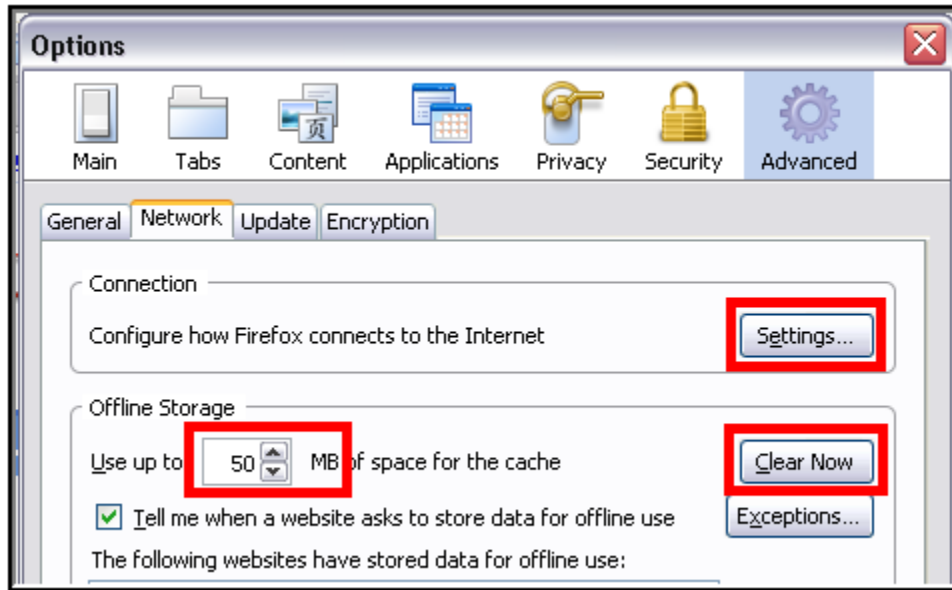 Options
页
Main Tabs Content Applications Privacy Security Advanced
General Network Update Encryption
Connection
Configure how Firefox connects to the Internet Settings...
Offline Storage
Use up to 50 MB of space for the cache Clear Now
Tell me when a website asks to store data for offline use Exceptions...
The following websites have stored data for offline use: